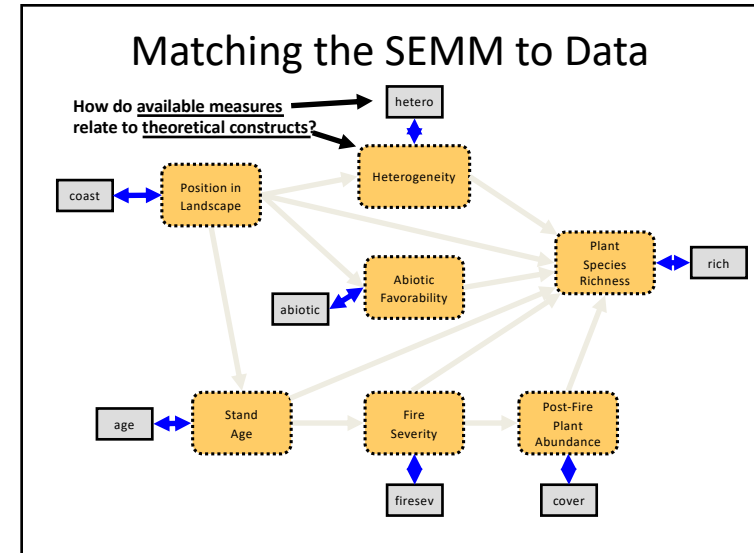 Matching the SEMM to Data
How do available measures
relate to theoretical constructs?
hetero
Heterogeneity
coast
Position in
Landscape
Plant
Species
Richness
rich
Abiotic
Favorability
abiotic
age
Stand
Age
Fire
Severity
Post-Fire
Plant
Abundance
firesev
cover